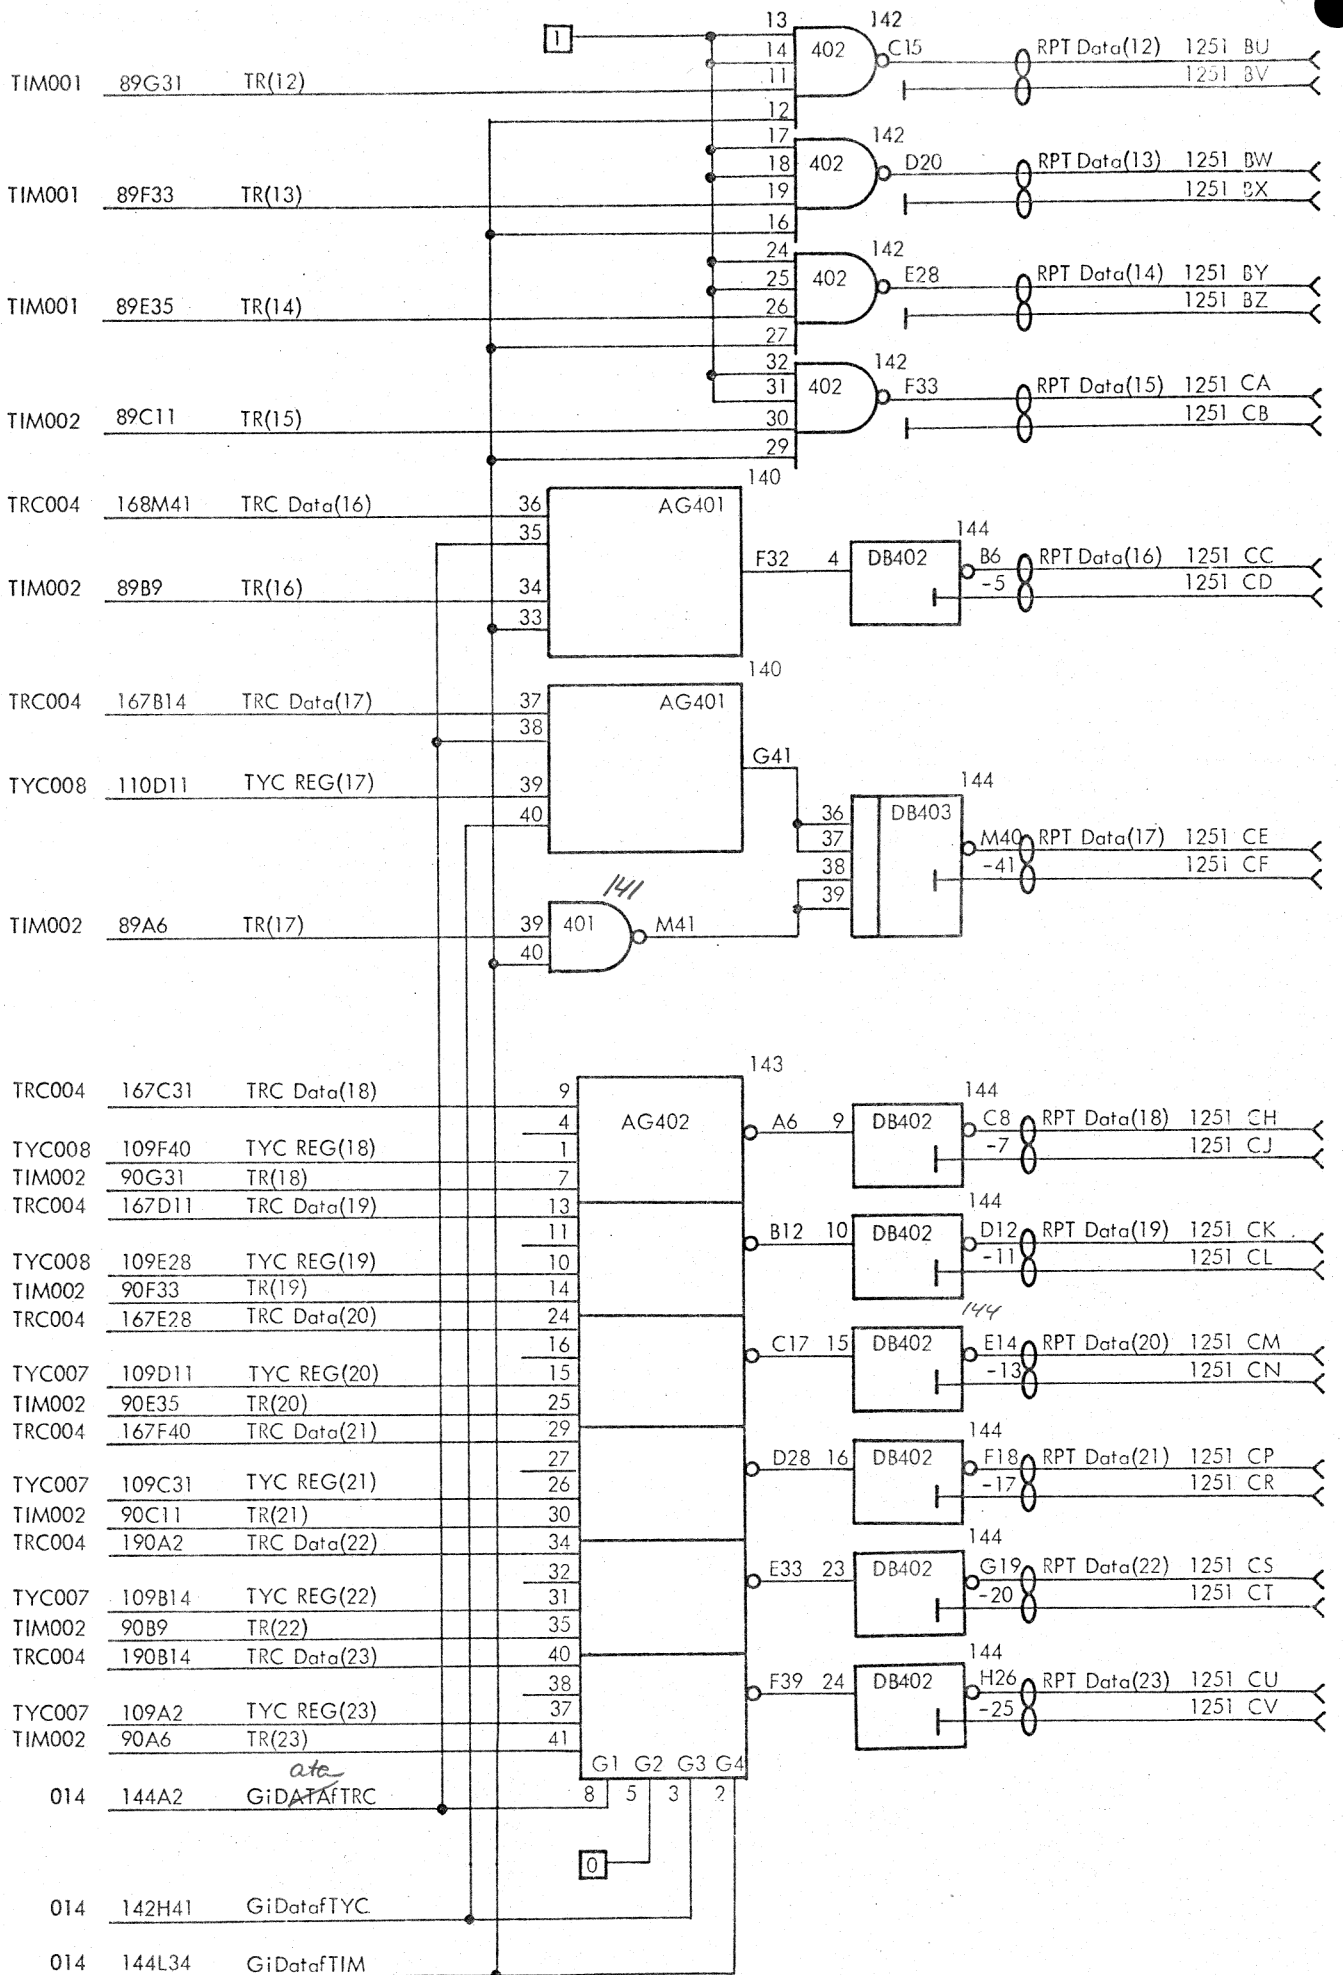 13 142
1 14 402 C15 RPT Data(12) 1251 BU
TIM001 89G31 TR(12) 11 1251 BV
12
17 142
18 402 D20 RPT Data(13) 1251 BW
TIM001 89F33 TR(13) 19 1251 BX
16
24 142
25 402 E28 RPT Data(14) 1251 BY
TIM001 89E35 TR(14) 26 1251 BZ
27
32 142
31 402 F33 RPT Data(15) 1251 CA
TIM002 89C11 TR(15) 30 1251 CB
29
140
TRC004 168M41 TRC Data(16) 36 AG401
35 144
F32 4 DB402 B6 RPT Data(16) 1251 CC
TIM002 89B9 TR(16) 34 -5 1251 CD
33
140
TRC004 167B14 TRC Data(17) 37 AG401
38
G41
TYC008 110D11 TYC REG(17) 39 144
40 36 DB403
37 M40 RPT Data(17) 1251 CE
38 -41 1251 CF
141 39
TIM002 89A6 TR(17) 39 401 M41
40
143
TRC004 167C31 TRC Data(18) 9 144
4 AG402 A6 9 DB402 C8 RPT Data(18) 1251 CH
TYC008 109F40 TYC REG(18) 1 -7 1251 CJ
TIM002 90G31 TR(18) 7
TRC004 167D11 TRC Data(19) 13 144
11 B12 10 DB402 D12 RPT Data(19) 1251 CK
TYC008 109E28 TYC REG(19) 10 -11 1251 CL
TIM002 90F33 TR(19) 14
TRC004 167E28 TRC Data(20) 24 144
16 C17 15 DB402 E14 RPT Data(20) 1251 CM
TYC007 109D11 TYC REG(20) 15 -13 1251 CN
TIM002 90E35 TR(20) 25
TRC004 167F40 TRC Data(21) 29 144
27 D28 16 DB402 F18 RPT Data(21) 1251 CP
TYC007 109C31 TYC REG(21) 26 -17 1251 CR
TIM002 90C11 TR(21) 30
TRC004 190A2 TRC Data(22) 34 144
32 E33 23 DB402 G19 RPT Data(22) 1251 CS
TYC007 109B14 TYC REG(22) 31 -20 1251 CT
TIM002 90B9 TR(22) 35
TRC004 190B14 TRC Data(23) 40 144
38 F39 24 DB402 H26 RPT Data(23) 1251 CU
TYC007 109A2 TYC REG(23) 37 -25 1251 CV
TIM002 90A6 TR(23) 41
ata G1 G2 G3 G4
014 144A2 GiDATAfTRC 8 5 3 2
0
014 142H41 GiDatafTYC
014 144L34 GiDatafTIM